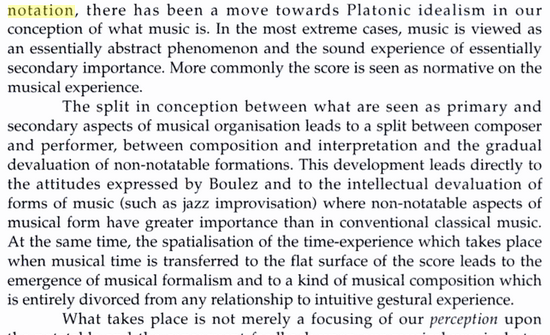 notation, there has been a move towards Platonic idealism in our
conception of what music is. In the most extreme cases, music is viewed as
an essentially abstract phenomenon and the sound experience of essentially
secondary importance. More commonly the score is seen as normative on the
musical experience.
The split in conception between what are seen as primary and
secondary aspects of musical organisation leads to a split between composer
and performer, between composition and interpretation and the gradual
devaluation of non-notatable formations. This development leads directly to
the attitudes expressed by Boulez and to the intellectual devaluation of
forms of music (such as jazz improvisation) where non-notatable aspects of
musical form have greater importance than in conventional classical music.
At the same time, the spatialisation of the time-experience which takes place
when musical time is transferred to the flat surface of the score leads to the
emergence of musical formalism and to a kind of musical composition which
is entirely divorced from any relationship to intuitive gestural experience.
What takes place is not merely a focusing of our perception upon